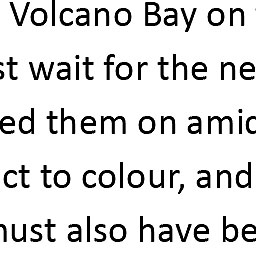 Volcano Bay on
st wait for the ne
ed them on amid
ct to colour, and
must also have be